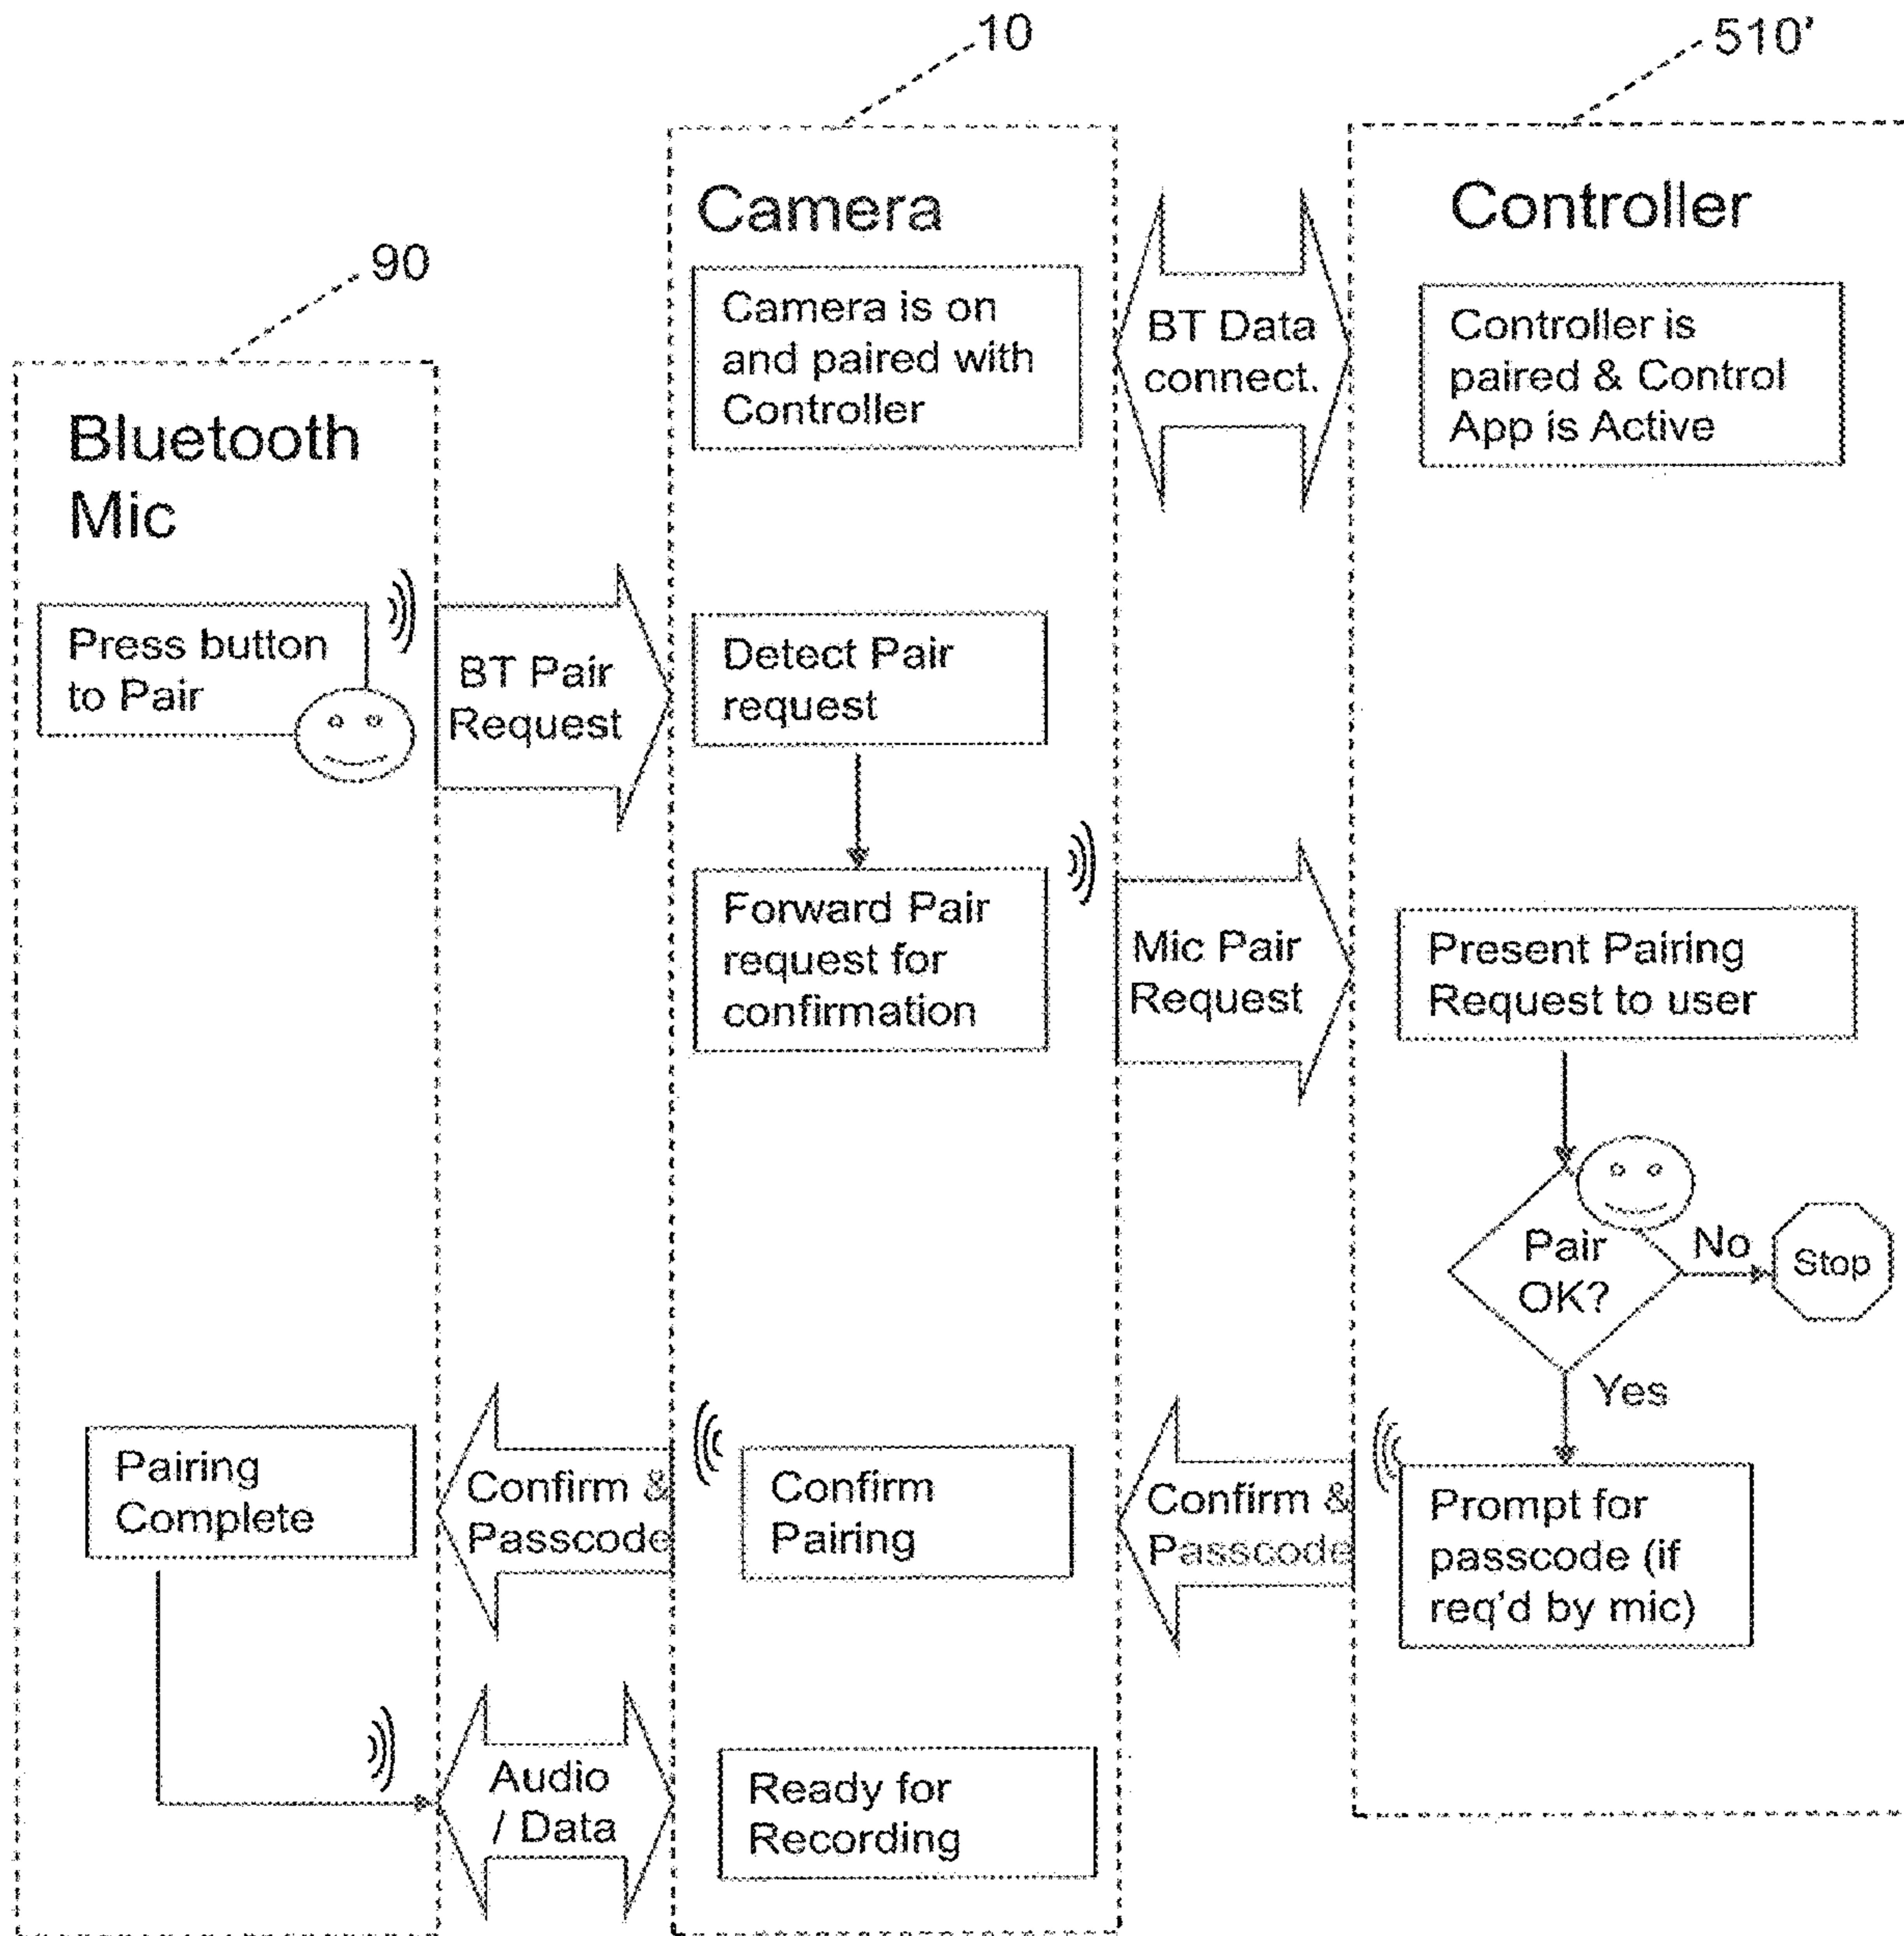 10
510'
90
Camera
Controller
Bluetooth
Mic
Camera is on
and paired with
Controller
BT Data
connect.
Controller is
paired & Control
App is Active
Press button
to Pair
BT Pair
Request
Detect Pair
request
Forward Pair
request for
confirmation
Mic Pair
Request
Present Pairing
Request to user
Pair
OK?
No
Stop
Yes
Prompt for
passcode (if
req'd by mic)
Confirm &
Passcode
Confirm
Pairing
Confirm &
Passcode
Pairing
Complete
Audio
/ Data
Ready for
Recording